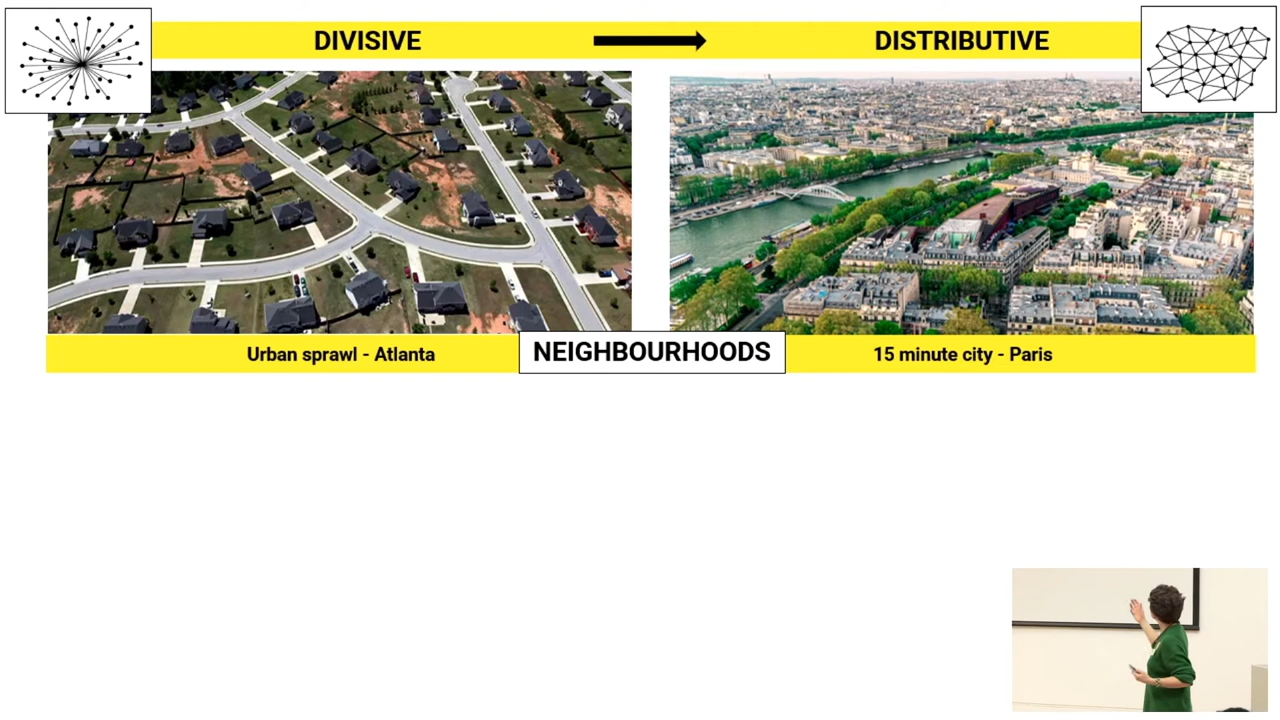 DIVISIVE
DISTRIBUTIVE
Urban sprawl - Atlanta
NEIGHBOURHOODS
15 minute city - Paris